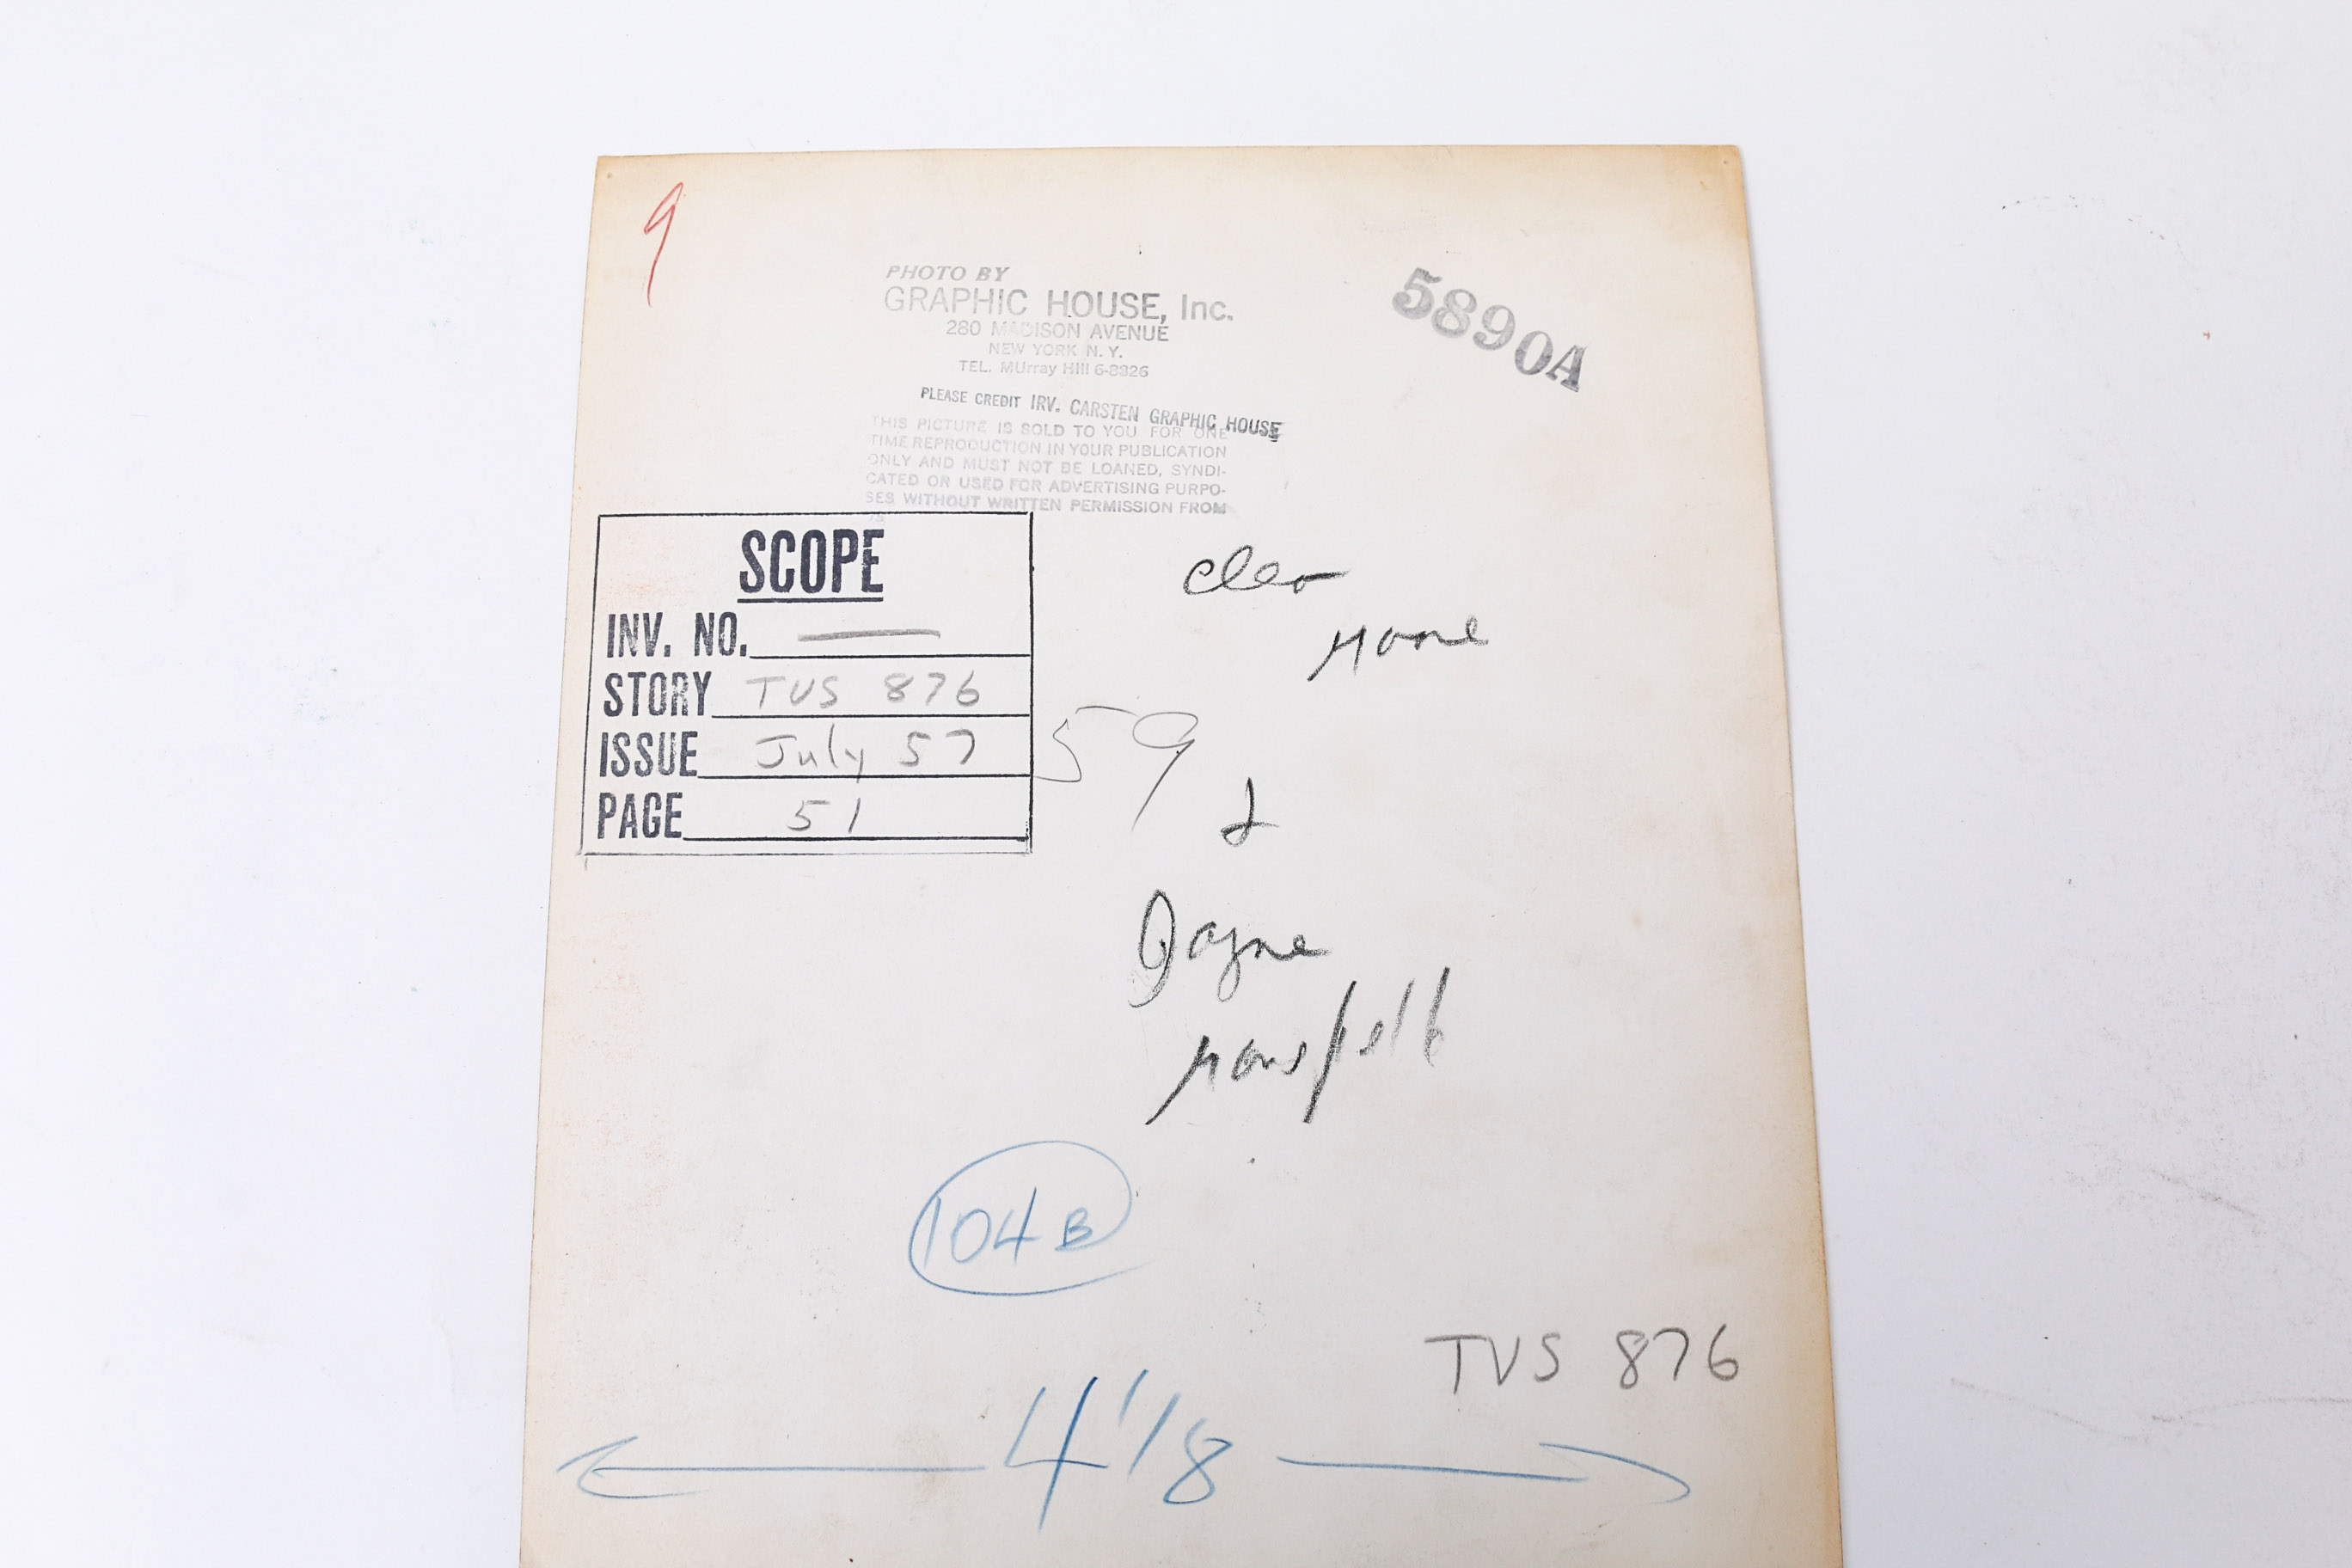 9
PHOTO BY
GRAPHIC HOUSE, Inc.
280 MADISON AVENUE
NEW YORK N. Y.
TEL. MUrray Hill 6-8326
5890A
PLEASE CREDIT IRV. CARSTEN GRAPHIC HOUSE
THIS PICTURE IS SOLD TO YOU FOR ONE
TIME REPRODUCTION IN YOUR PUBLICATION
ONLY AND MUST NOT BE LOANED, SYNDI-
CATED OR USED FOR ADVERTISING PURPO-
SES WITHOUT WRITTEN PERMISSION FROM
SCOPE
INV. NO. —
STORY TVS 876
ISSUE July 57
PAGE 51
59
Cleo
Moore
&
Jayne
Mansfield
104 B
TVS 876
4 1/8